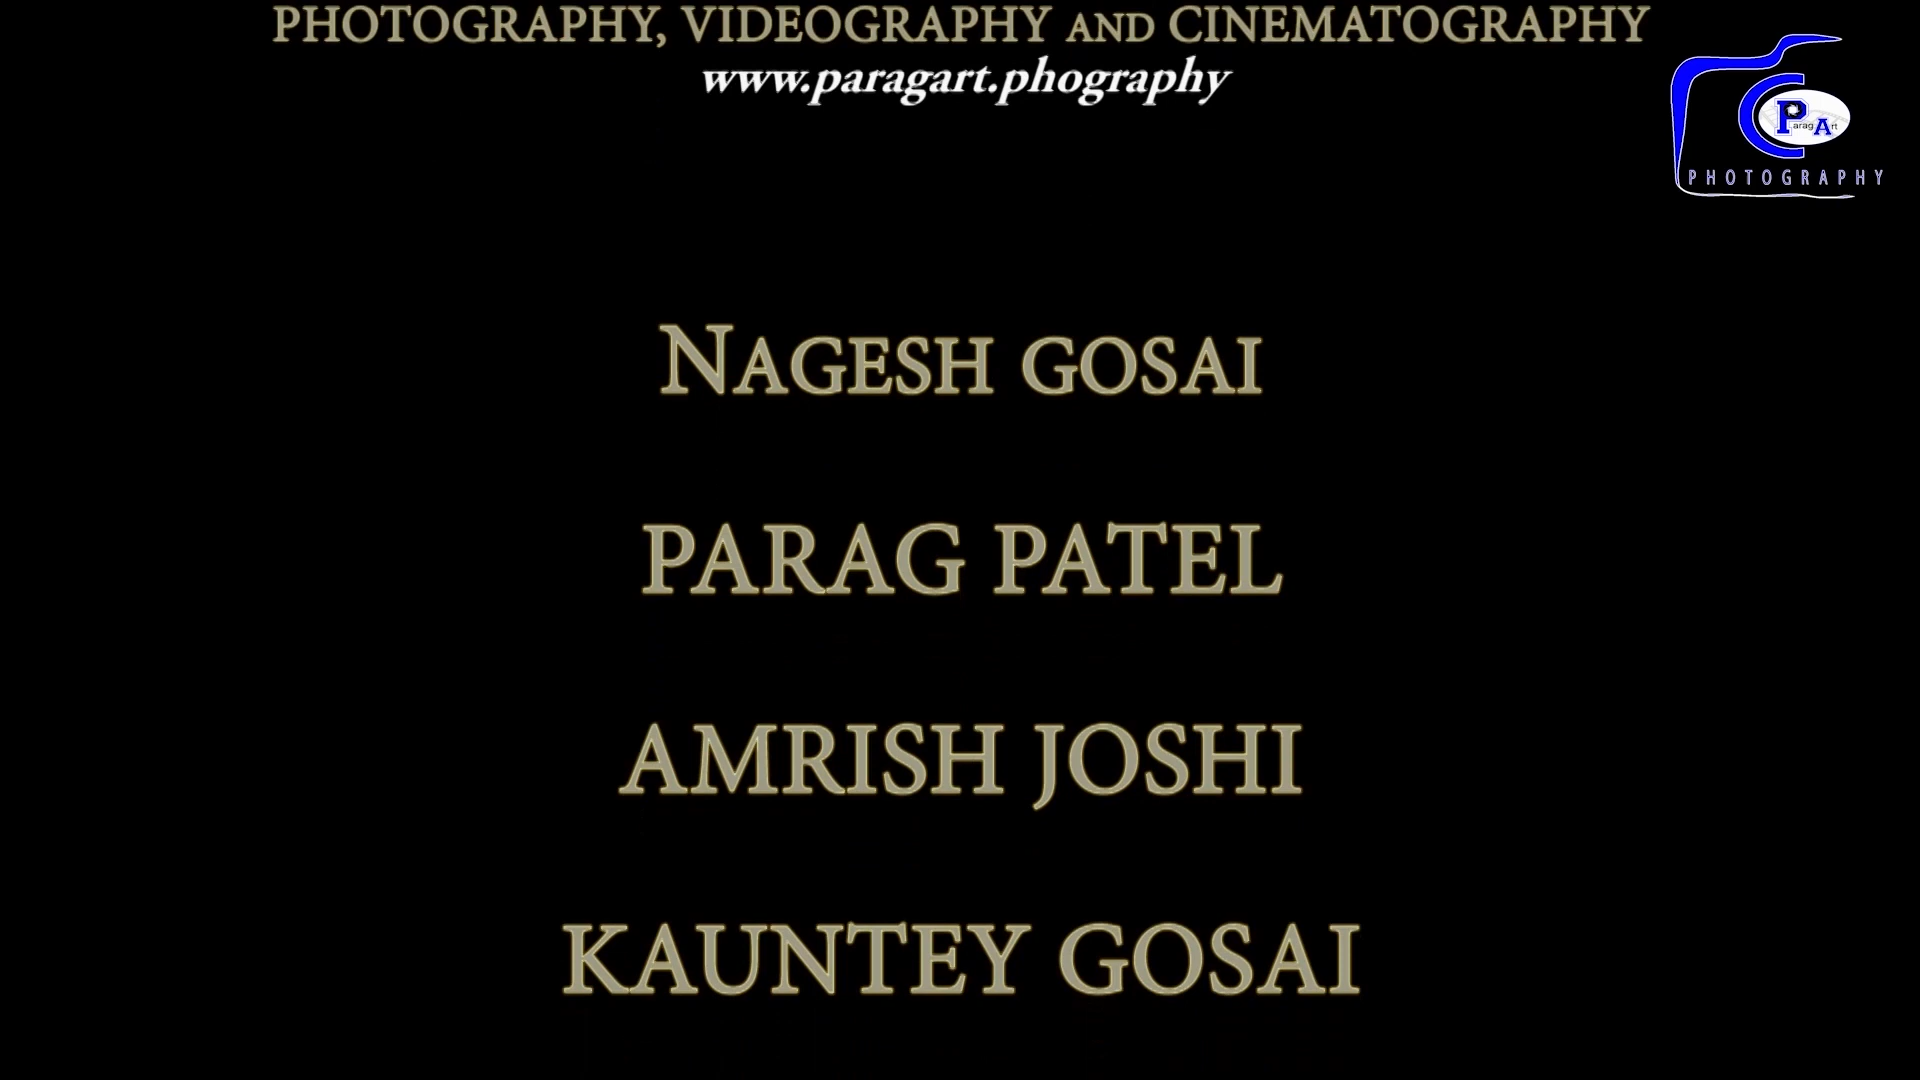 PHOTOGRAPHY, VIDEOGRAPHY AND CINEMATOGRAPHY
www.paragart.phography
Parag Art
PHOTOGRAPHY
NAGESH GOSAI
PARAG PATEL
AMRISH JOSHI
KAUNTEY GOSAI